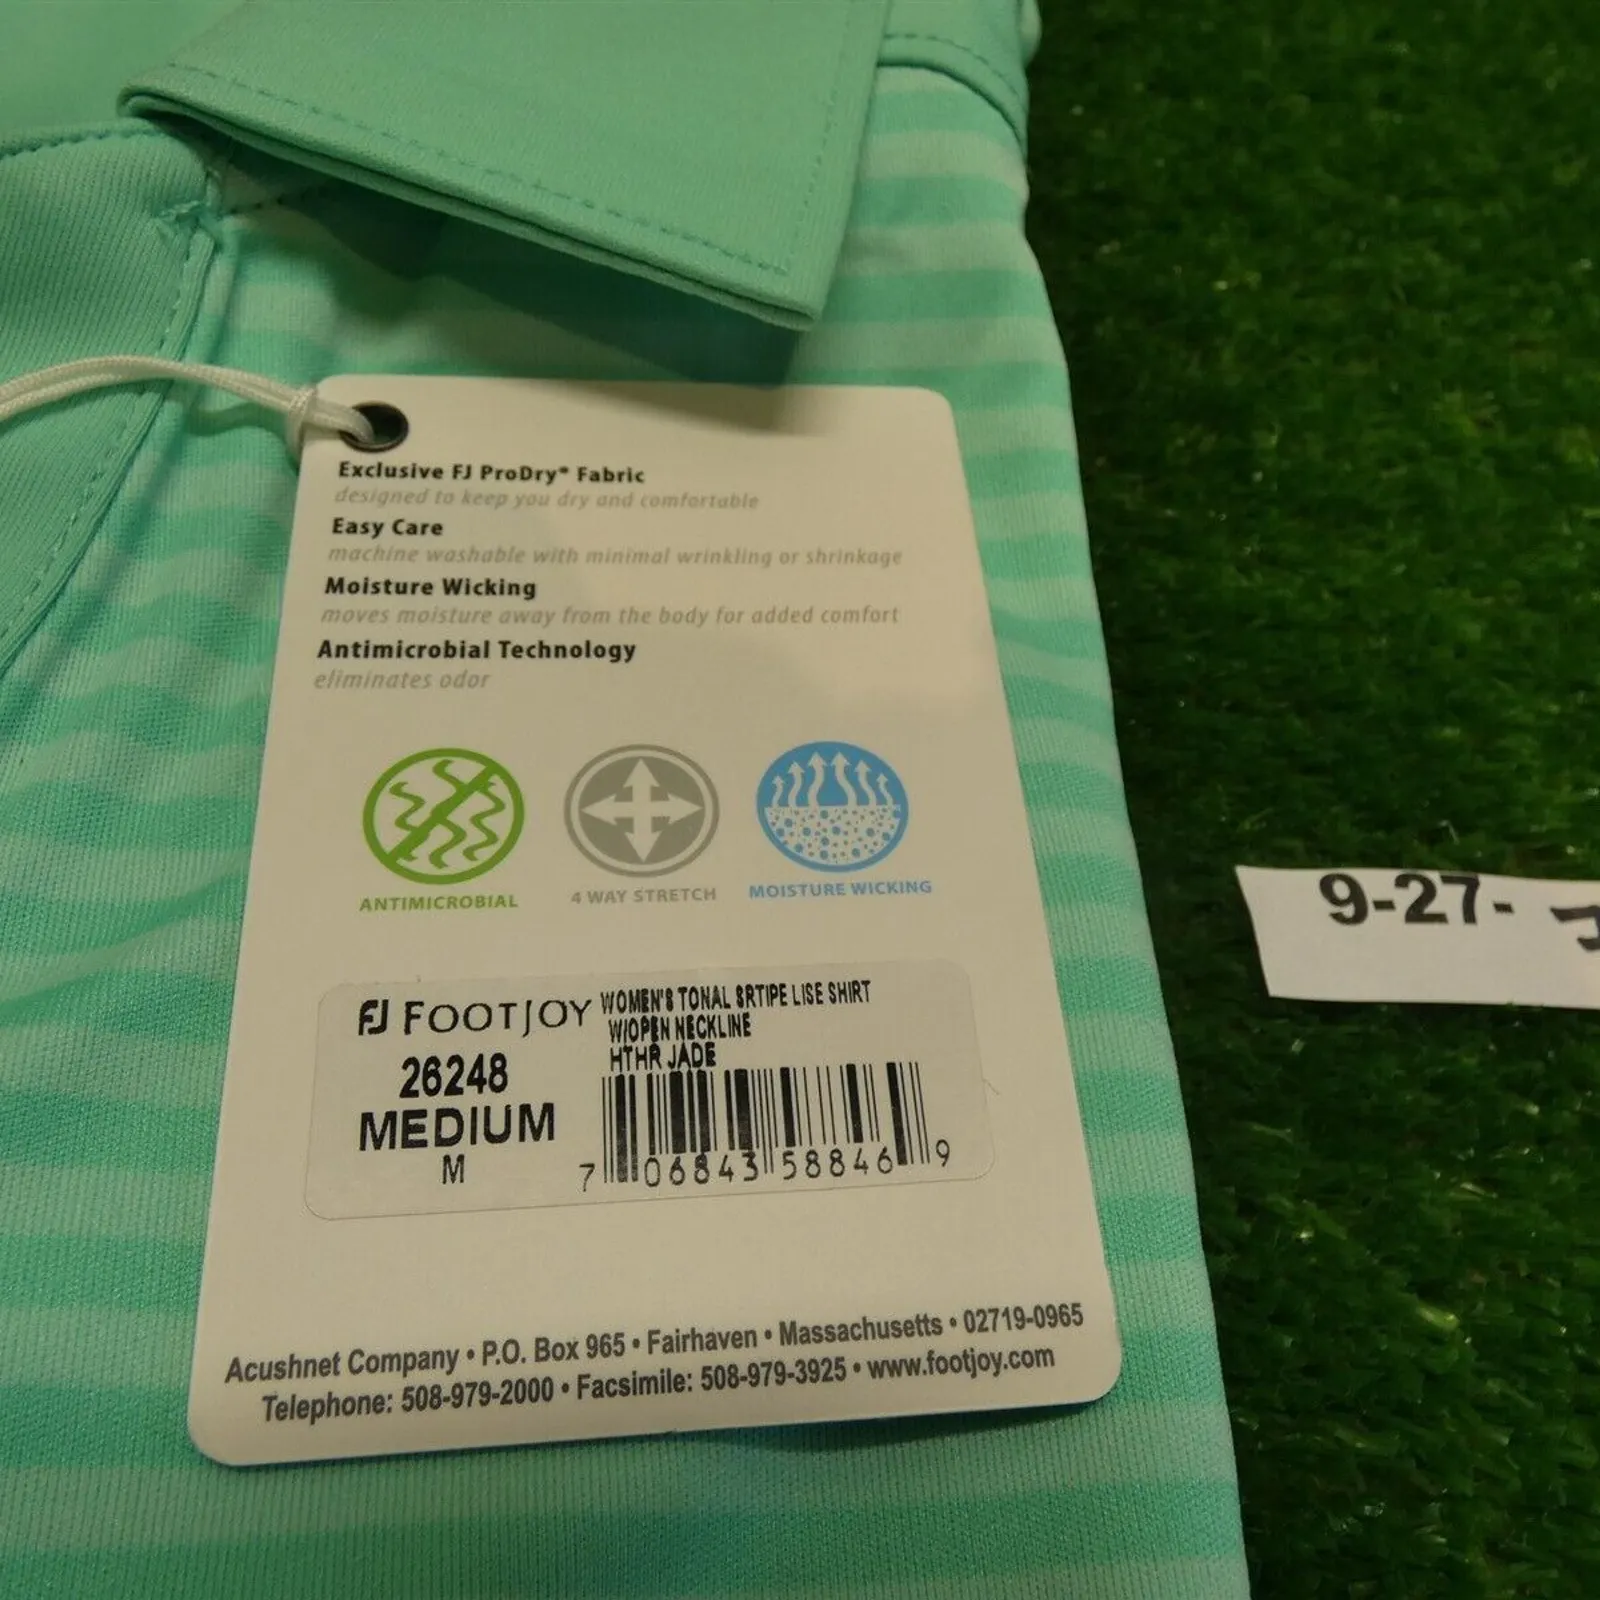 Exclusive FJ ProDry® Fabric
designed to keep you dry and comfortable
Easy Care
machine washable with minimal wrinkling or shrinkage
Moisture Wicking
moves moisture away from the body for added comfort
Antimicrobial Technology
eliminates odor
ANTIMICROBIAL
4 WAY STRETCH
MOISTURE WICKING
FJ FOOTJOY
WOMEN'S TONAL SRTIPE LISE SHIRT
W/OPEN NECKLINE
HTHR JADE
26248
MEDIUM
M
7 06843 58846 9
Acushnet Company • P.O. Box 965 • Fairhaven • Massachusetts • 02719-0965
Telephone: 508-979-2000 • Facsimile: 508-979-3925 • www.footjoy.com
9-27-